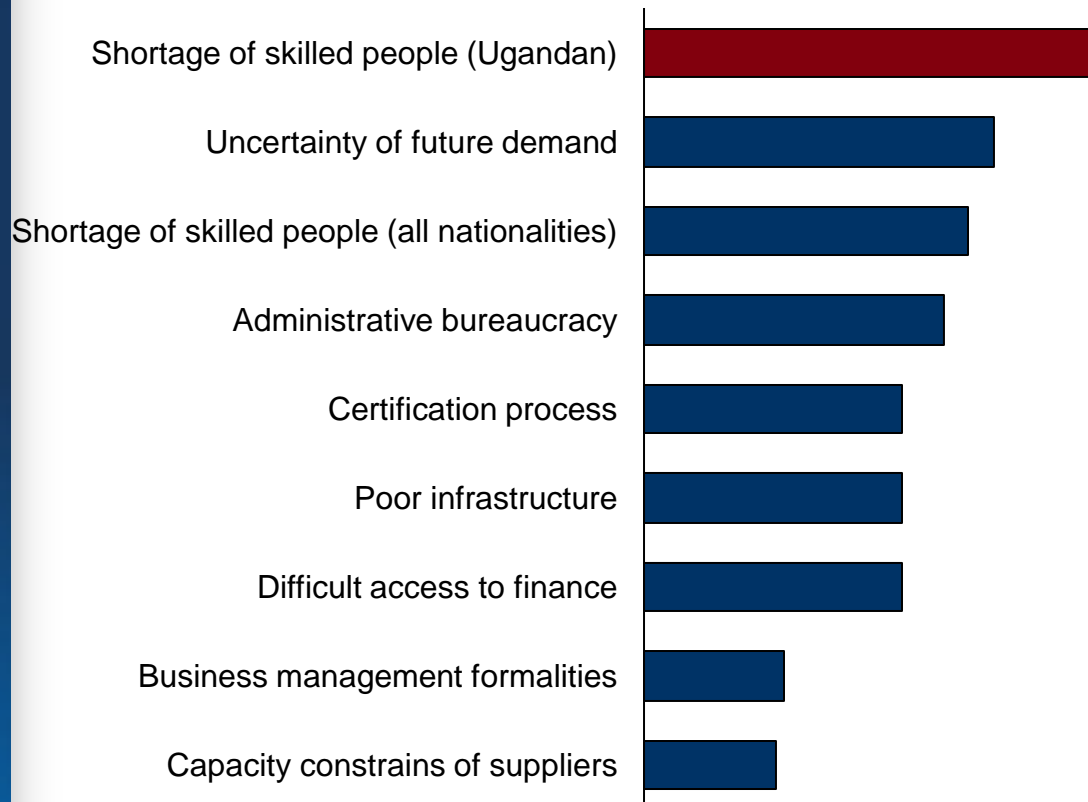 Shortage of skilled people (Ugandan)
Uncertainty of future demand
Shortage of skilled people (all nationalities)
Administrative bureaucracy
Certification process
Poor infrastructure
Difficult access to finance
Business management formalities
Capacity constrains of suppliers